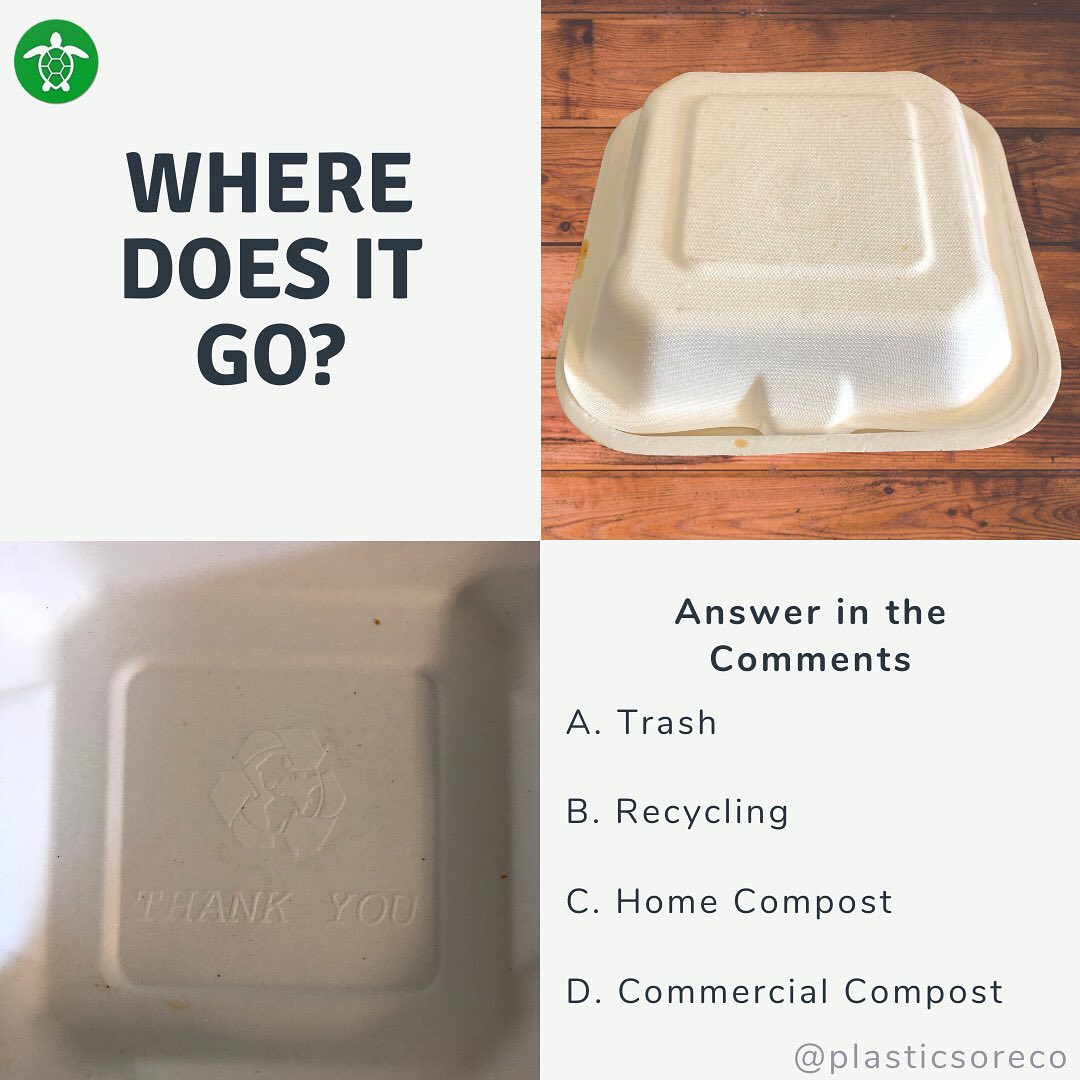 WHERE
DOES IT
GO?
THANK YOU
Answer in the
Comments
A. Trash
B. Recycling
C. Home Compost
D. Commercial Compost
@plasticsoreco